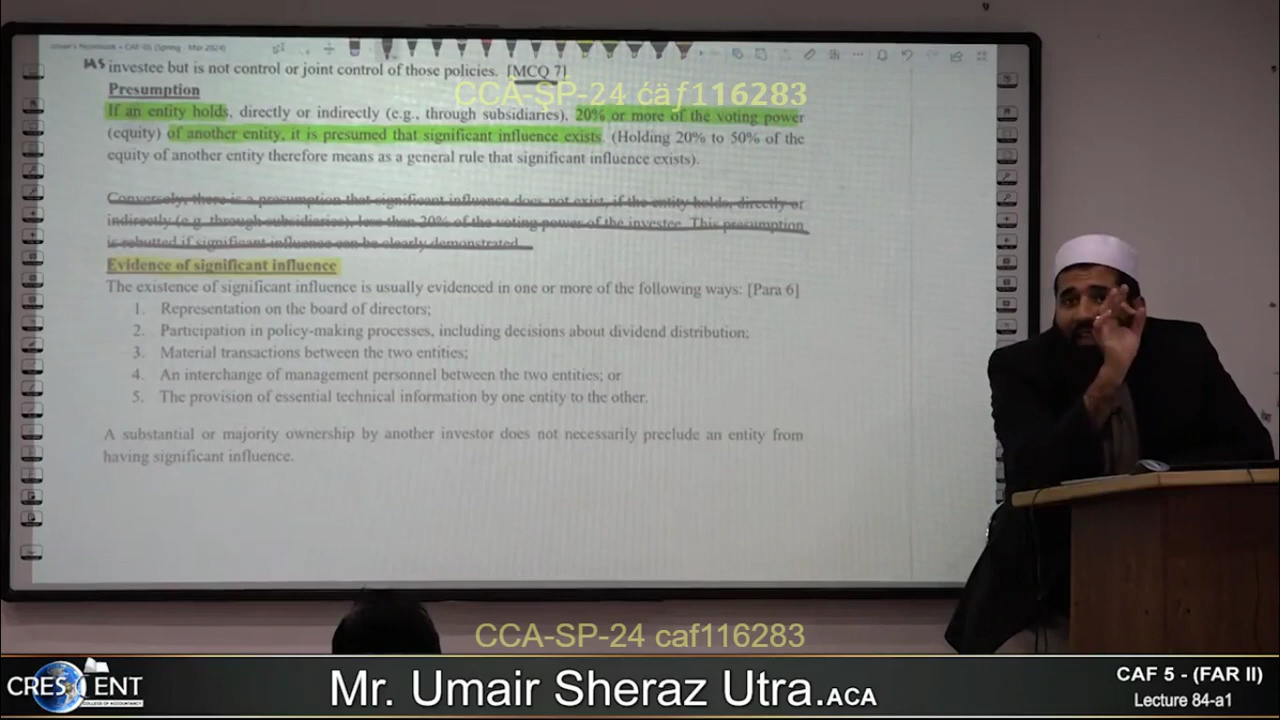 investee but is not control or joint control of those policies. [MCQ 7]
CCA-ŞP-24 ćäƒ116283
Presumption
If an entity holds, directly or indirectly (e.g., through subsidiaries), 20% or more of the voting power
(equity) of another entity, it is presumed that significant influence exists. (Holding 20% to 50% of the
equity of another entity therefore means as a general rule that significant influence exists).
Conversely, there is a presumption that significant influence does not exist, if the entity holds, directly or
indirectly (e.g. through subsidiaries), less than 20% of the voting power of the investee. This presumption
is rebutted if significant influence can be clearly demonstrated.
Evidence of significant influence
The existence of significant influence is usually evidenced in one or more of the following ways: [Para 6]
1. Representation on the board of directors;
2. Participation in policy-making processes, including decisions about dividend distribution;
3. Material transactions between the two entities;
4. An interchange of management personnel between the two entities; or
5. The provision of essential technical information by one entity to the other.
A substantial or majority ownership by another investor does not necessarily preclude an entity from
having significant influence.
CCA-SP-24 caf116283
CRESCENT
COLLEGE OF ACCOUNTANCY
Mr. Umair Sheraz Utra.ACA
CAF 5 - (FAR II)
Lecture 84-a1